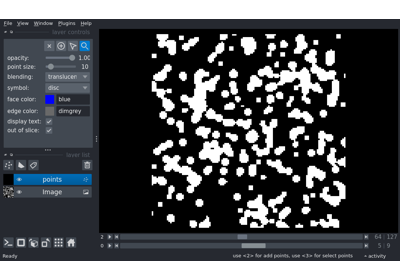 File View Window Plugins Help
layer controls
opacity: 1.00
point size: 10
blending: translucen
symbol: disc
face color: blue
edge color: dimgrey
display text:
out of slice:
layer list
points
Image
2 64 127
0 5 9
Ready use <2> for add points, use <3> for select points activity